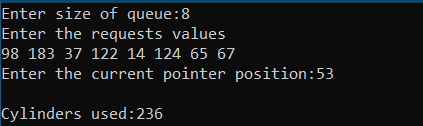 Enter size of queue:8
Enter the requests values
98 183 37 122 14 124 65 67
Enter the current pointer position:53
Cylinders used:236